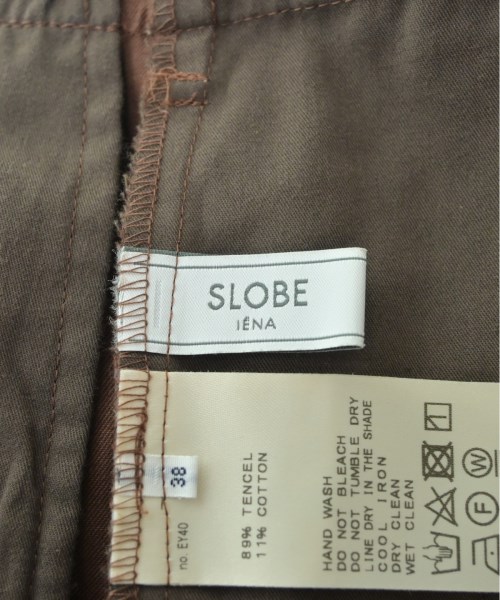 SLOBE
IÉNA
38
no. EY40
89% TENCEL
11% COTTON
HAND WASH
DO NOT BLEACH
DO NOT TUMBLE DRY
LINE DRY IN THE SHADE
COOL IRON
DRY CLEAN
WET CLEAN
F
W